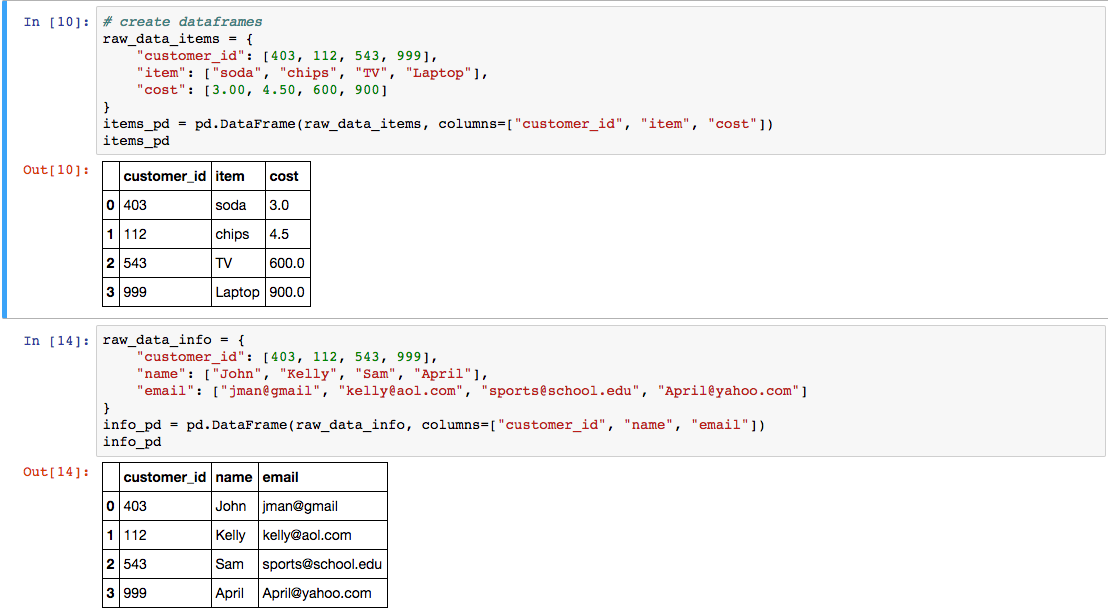 In [10]: # create dataframes
raw_data_items = {
    "customer_id": [403, 112, 543, 999],
    "item": ["soda", "chips", "TV", "Laptop"],
    "cost": [3.00, 4.50, 600, 900]
}
items_pd = pd.DataFrame(raw_data_items, columns=["customer_id", "item", "cost"])
items_pd
Out[10]:
customer_id item cost
0 403 soda 3.0
1 112 chips 4.5
2 543 TV 600.0
3 999 Laptop 900.0
In [14]: raw_data_info = {
    "customer_id": [403, 112, 543, 999],
    "name": ["John", "Kelly", "Sam", "April"],
    "email": ["jman@gmail", "kelly@aol.com", "sports@school.edu", "April@yahoo.com"]
}
info_pd = pd.DataFrame(raw_data_info, columns=["customer_id", "name", "email"])
info_pd
Out[14]:
customer_id name email
0 403 John jman@gmail
1 112 Kelly kelly@aol.com
2 543 Sam sports@school.edu
3 999 April April@yahoo.com